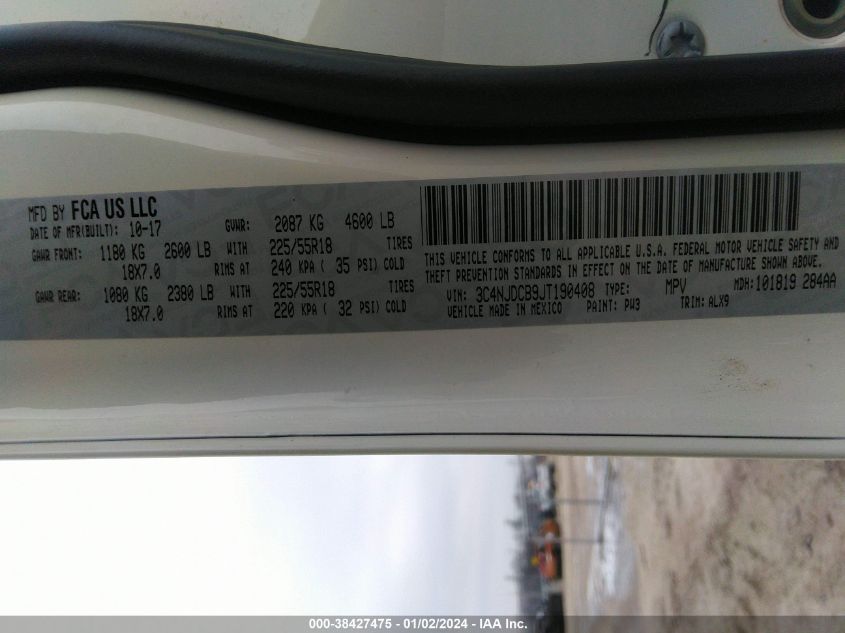 MFD BY FCA US LLC
DATE OF MFR(BUILT): 10-17 GVWR: 2087 KG 4600 LB
GAWR FRONT: 1180 KG 2600 LB WITH 225/55R18 TIRES
18X7.0 RIMS AT 240 KPA ( 35 PSI) COLD
GAWR REAR: 1080 KG 2380 LB WITH 225/55R18 TIRES
18X7.0 RIMS AT 220 KPA ( 32 PSI) COLD
THIS VEHICLE CONFORMS TO ALL APPLICABLE U.S.A. FEDERAL MOTOR VEHICLE SAFETY AND
THEFT PREVENTION STANDARDS IN EFFECT ON THE DATE OF MANUFACTURE SHOWN ABOVE.
VIN: 3C4NJDCB9JT190408 TYPE: MPV MDH:101819 284AA
VEHICLE MADE IN MEXICO PAINT: PW3 TRIM: ALX9
000-38427475 - 01/02/2024 - IAA Inc.